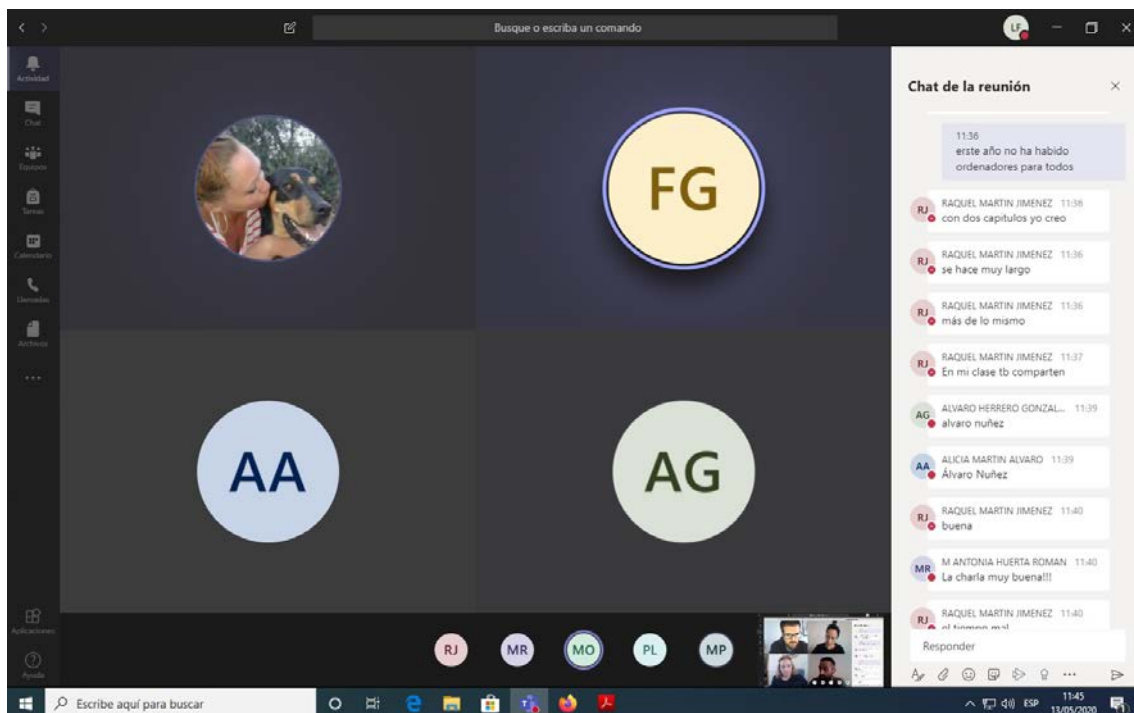 Busque o escriba un comando
LF
Actividad
Chat
Equipos
Tareas
Calendario
Llamadas
Archivos
Aplicaciones
Ayuda
FG
AA
AG
RJ
MR
MO
PL
MP
Chat de la reunión
11:36
erste año no ha habido
ordenadores para todos
RJ
RAQUEL MARTIN JIMENEZ 11:36
con dos capitulos yo creo
RJ
RAQUEL MARTIN JIMENEZ 11:36
se hace muy largo
RJ
RAQUEL MARTIN JIMENEZ 11:36
más de lo mismo
RJ
RAQUEL MARTIN JIMENEZ 11:37
En mi clase tb comparten
AG
ALVARO HERRERO GONZAL... 11:39
alvaro nuñez
AA
ALICIA MARTIN ALVARO 11:39
Álvaro Nuñez
RJ
RAQUEL MARTIN JIMENEZ 11:40
buena
MR
M ANTONIA HUERTA ROMAN 11:40
La charla muy buena!!!
RJ
RAQUEL MARTIN JIMENEZ 11:40
el tiempo mal
Responder
Escribe aquí para buscar
ESP
11:45
13/05/2020